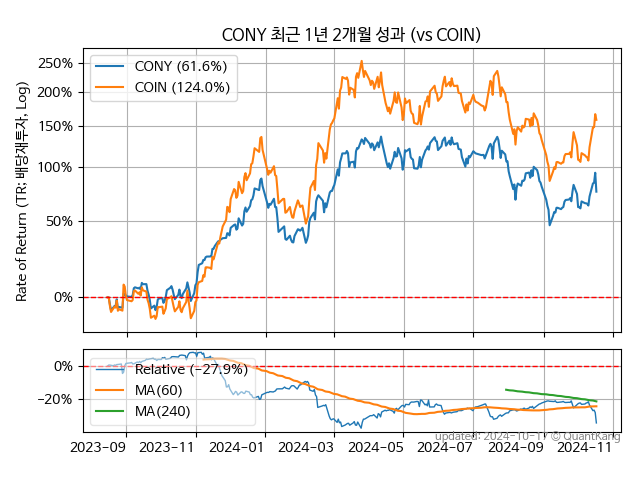 CONY 최근 1년 2개월 성과 (vs COIN)
Rate of Return (TR: 배당재투자, Log)
250%
200%
150%
100%
50%
0%
CONY (61.6%)
COIN (124.0%)
0%
−20%
Relative (−27.9%)
MA(60)
MA(240)
updated: 2024-10-17 © QuantKang
2023−09 2023−11 2024−01 2024−03 2024−05 2024−07 2024−09 2024−11